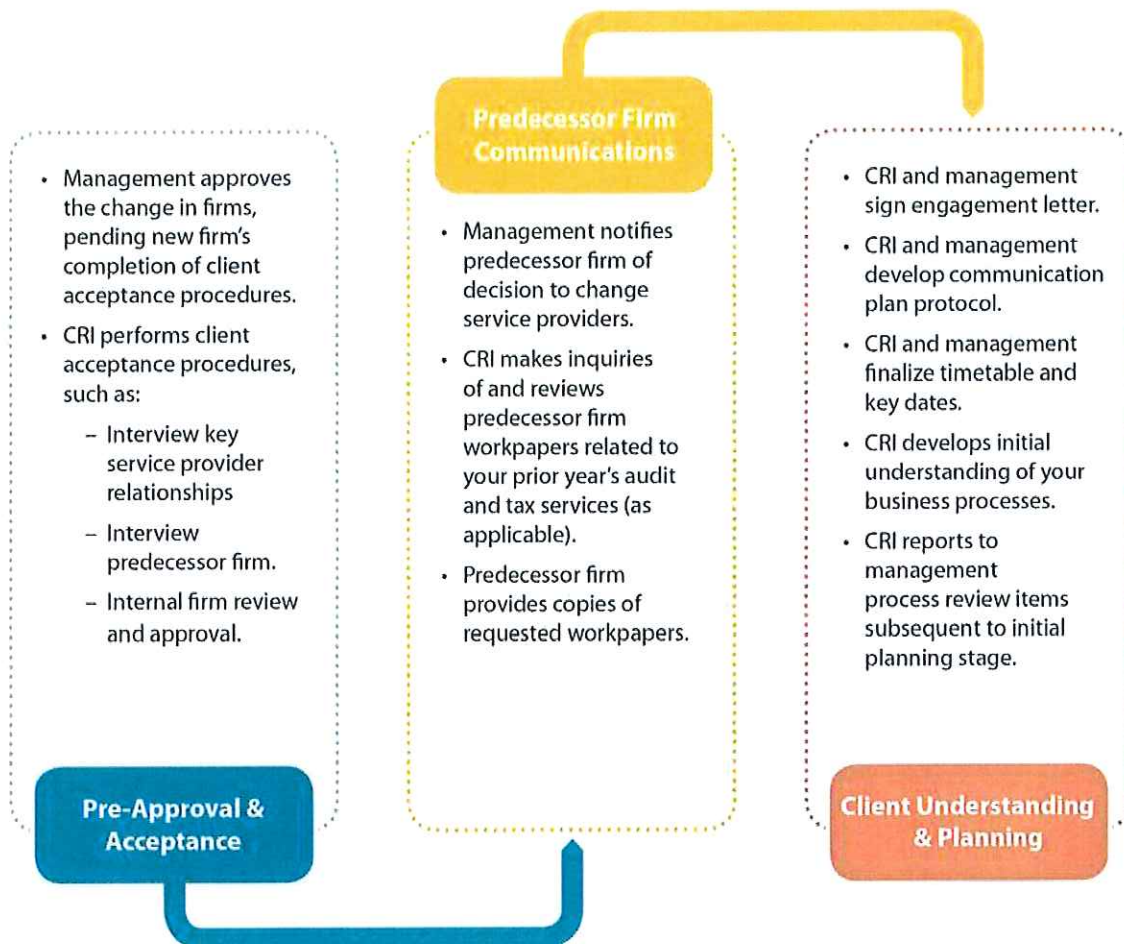 • Management approves
the change in firms,
pending new firm's
completion of client
acceptance procedures.
• CRI performs client
acceptance procedures,
such as:
– Interview key
service provider
relationships
– Interview
predecessor firm.
– Internal firm review
and approval.
Pre-Approval &
Acceptance
Predecessor Firm
Communications
• Management notifies
predecessor firm of
decision to change
service providers.
• CRI makes inquiries
of and reviews
predecessor firm
workpapers related to
your prior year's audit
and tax services (as
applicable).
• Predecessor firm
provides copies of
requested workpapers.
• CRI and management
sign engagement letter.
• CRI and management
develop communication
plan protocol.
• CRI and management
finalize timetable and
key dates.
• CRI develops initial
understanding of your
business processes.
• CRI reports to
management
process review items
subsequent to initial
planning stage.
Client Understanding
& Planning